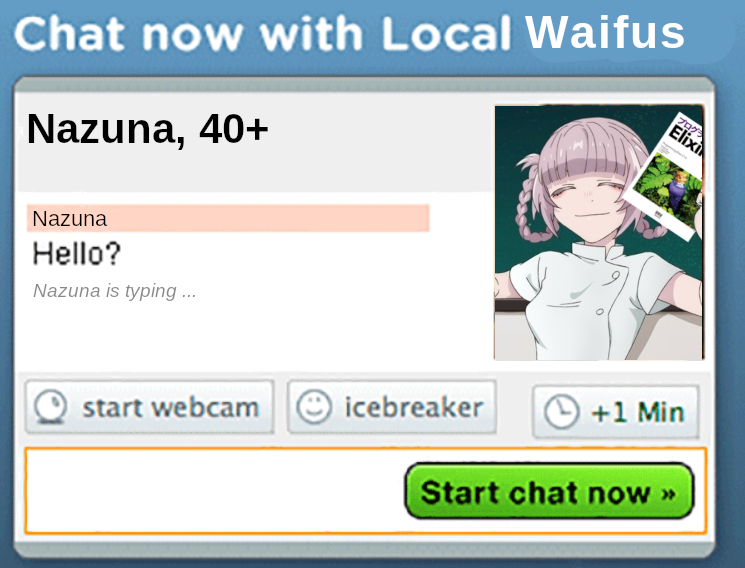 Chat now with Local Waifus
Nazuna, 40+
Nazuna
Hello?
Nazuna is typing ...
プログラ
Elixi
start webcam
icebreaker
+1 Min
Start chat now »